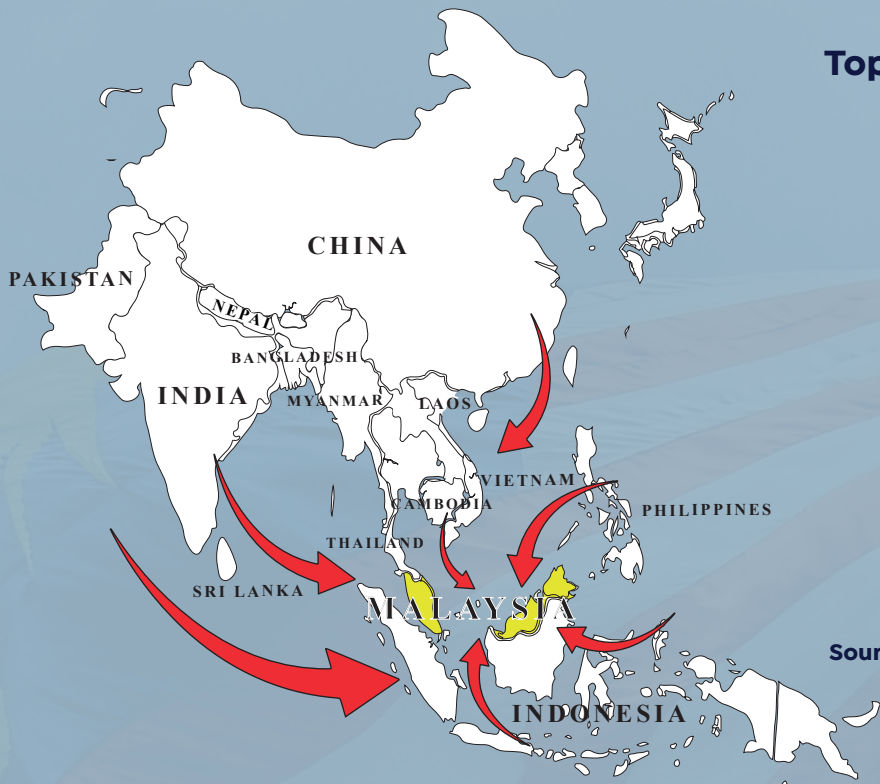 Top
CHINA
PAKISTAN
NEPAL
BANGLADESH
INDIA
MYANMAR
LAOS
VIETNAM
CAMBODIA
PHILIPPINES
THAILAND
SRI LANKA
MALAYSIA
Sour
INDONESIA